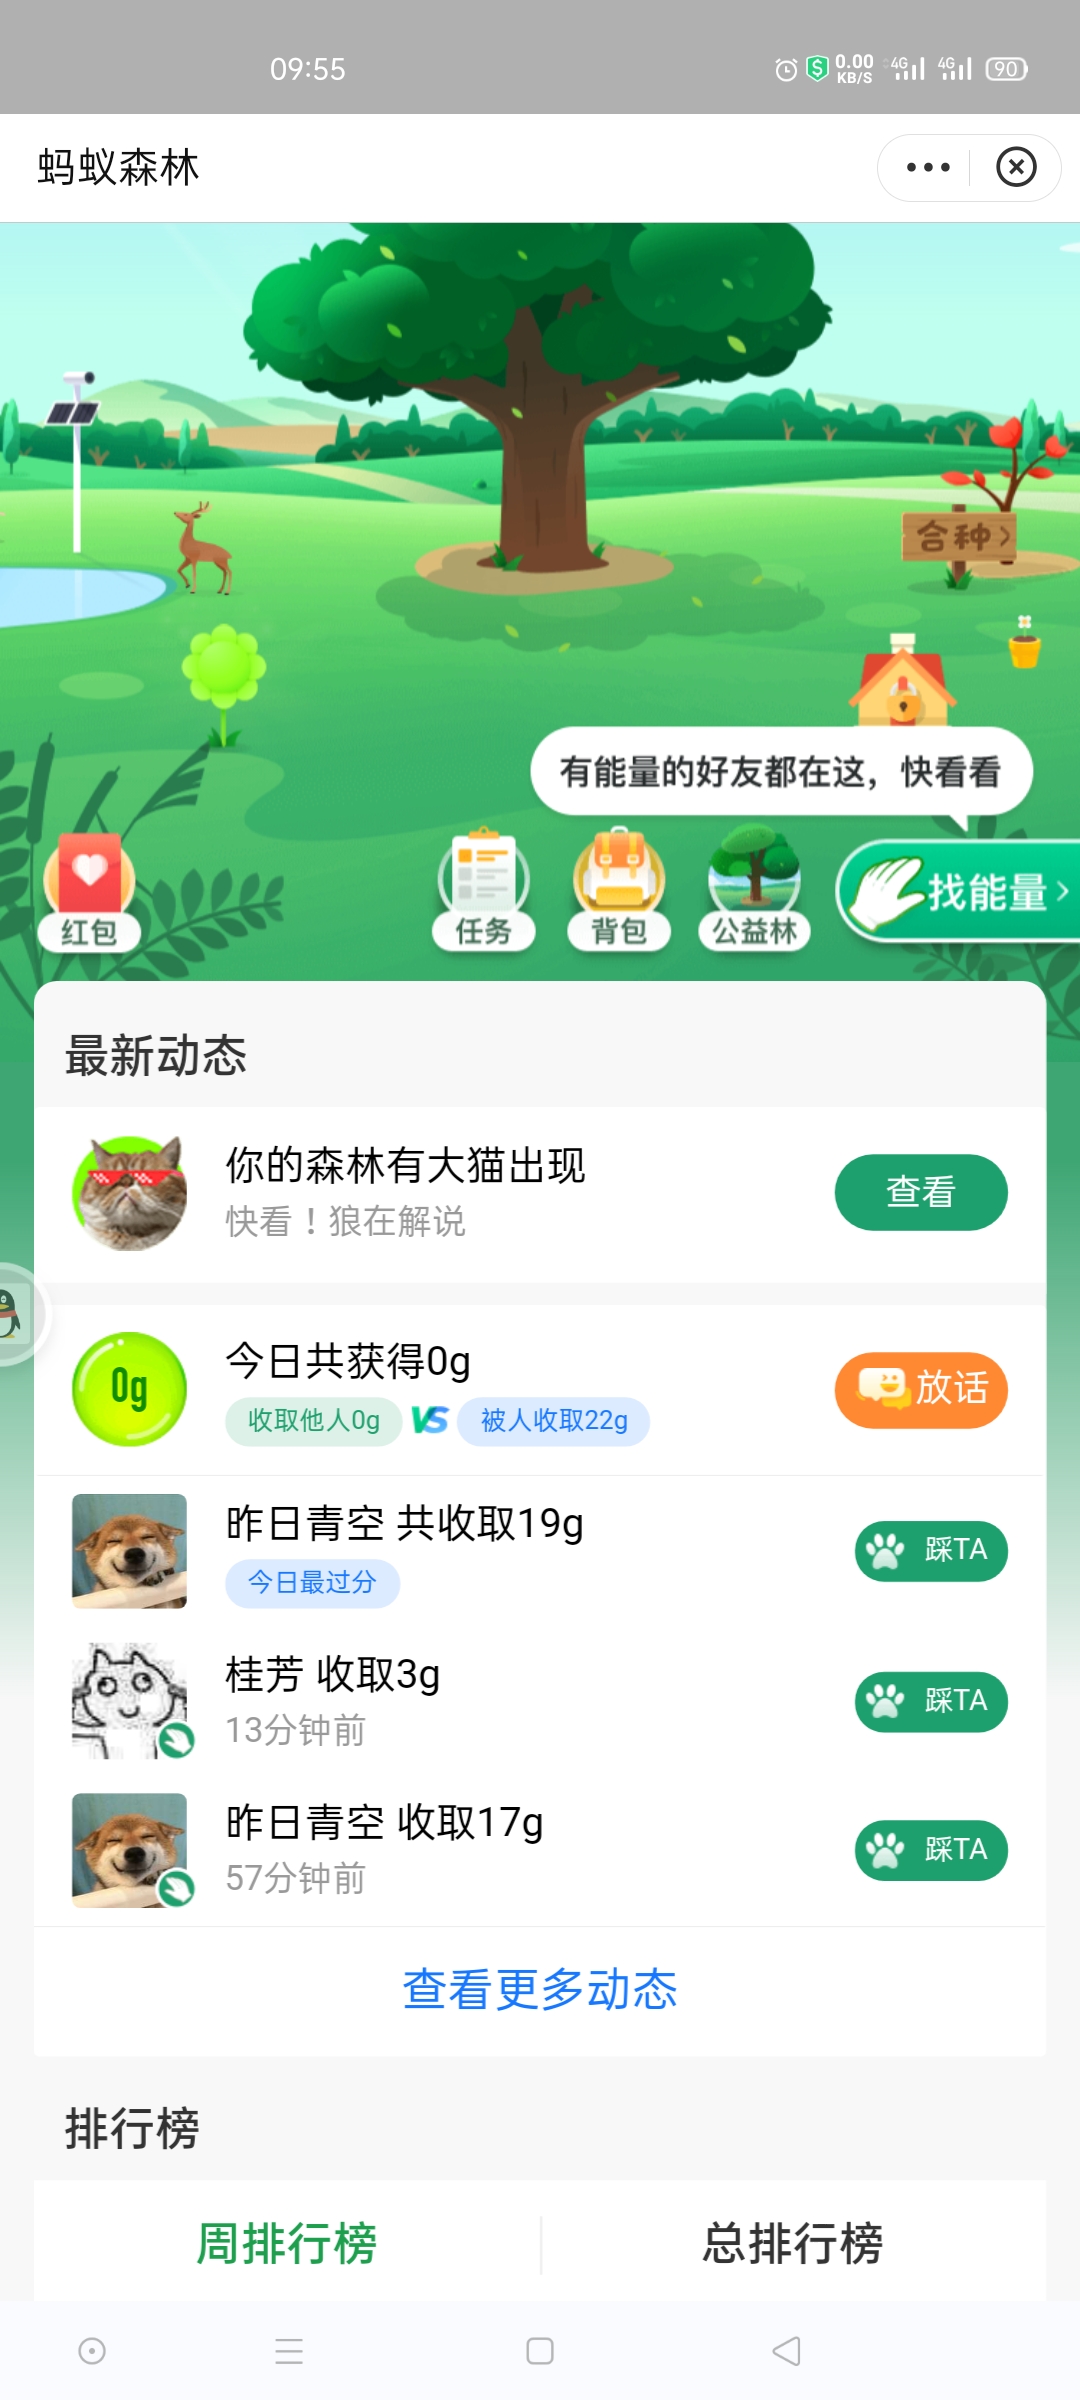 09:55
0.00
KB/S
4G
4G
90
蚂蚁森林
合种
有能量的好友都在这，快看看
红包
任务
背包
公益林
找能量
最新动态
你的森林有大猫出现
快看！狼在解说
查看
0g
今日共获得0g
收取他人0g
VS
被人收取22g
放话
昨日青空 共收取19g
今日最过分
踩TA
桂芳 收取3g
13分钟前
踩TA
昨日青空 收取17g
57分钟前
踩TA
查看更多动态
排行榜
周排行榜
总排行榜